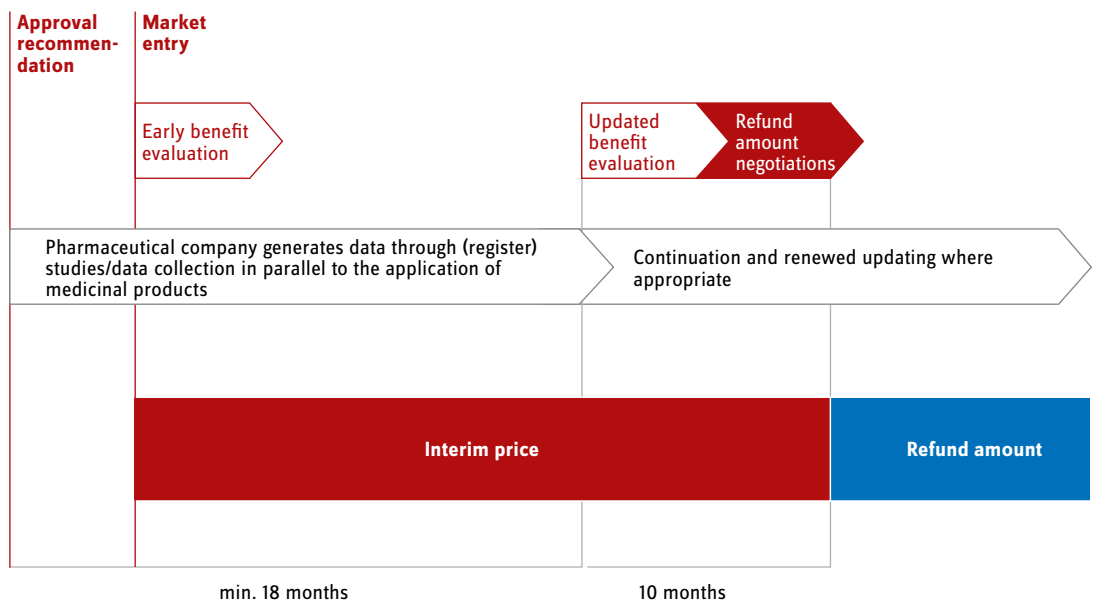 Approval
recommen-
dation
Market
entry
Early benefit
evaluation
Updated
benefit
evaluation
Refund
amount
negotiations
Pharmaceutical company generates data through (register)
studies/data collection in parallel to the application of
medicinal products
Continuation and renewed updating where
appropriate
Interim price
Refund amount
min. 18 months
10 months